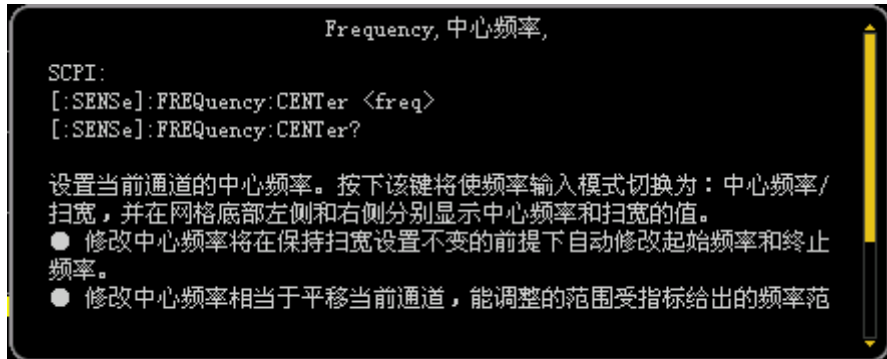 Frequency, 中心频率,
SCPI:
[:SENSe]:FREQuency:CENTer <freq>
[:SENSe]:FREQuency:CENTer?
设置当前通道的中心频率。按下该键将使频率输入模式切换为：中心频率/
扫宽，并在网格底部左侧和右侧分别显示中心频率和扫宽的值。
● 修改中心频率将在保持扫宽设置不变的前提下自动修改起始频率和终止
频率。
● 修改中心频率相当于平移当前通道，能调整的范围受指标给出的频率范